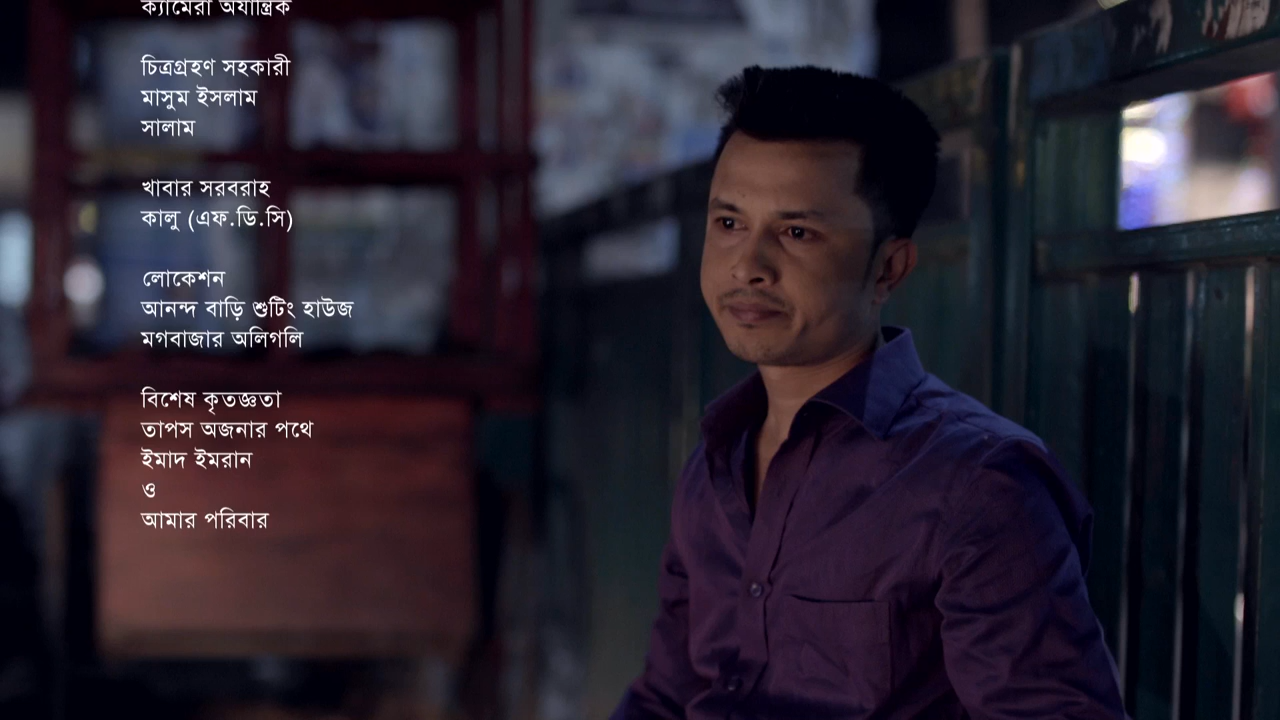 ক্যামেরা অযান্ত্রিক
চিত্রগ্রহণ সহকারী
মাসুম ইসলাম
সালাম
খাবার সরবরাহ
কালু (এফ.ডি.সি)
লোকেশন
আনন্দ বাড়ি শুটিং হাউজ
মগবাজার অলিগলি
বিশেষ কৃতজ্ঞতা
তাপস অজনার পথে
ইমাদ ইমরান
ও
আমার পরিবার